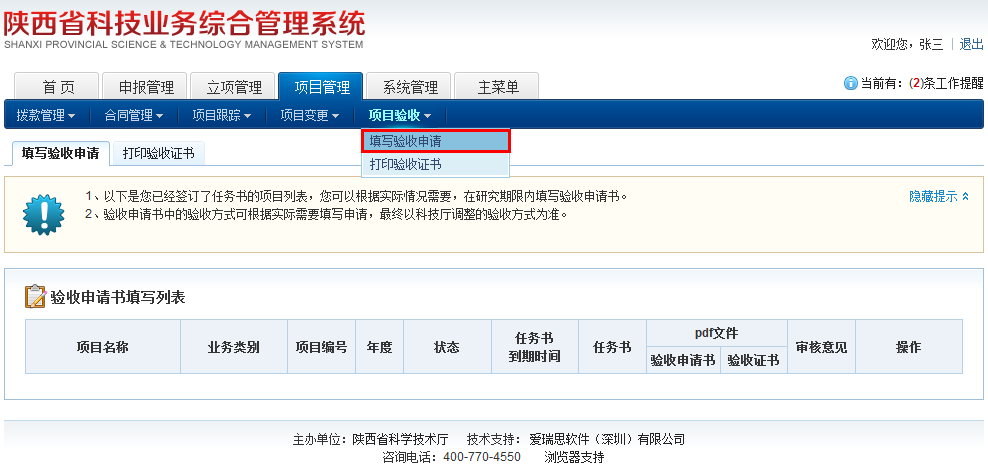 陕西省科技业务综合管理系统
SHANXI PROVINCIAL SCIENCE & TECHNOLOGY MANAGEMENT SYSTEM
欢迎您，张三 | 退出
首 页 申报管理 立项管理 项目管理 系统管理 主菜单
当前有：(2)条工作提醒
拨款管理 合同管理 项目跟踪 项目变更 项目验收
填写验收申请
打印验收证书
填写验收申请 打印验收证书
1、以下是您已经签订了任务书的项目列表，您可以根据实际情况需要，在研究期限内填写验收申请书。
隐藏提示
2、验收申请书中的验收方式可根据实际需要填写申请，最终以科技厅调整的验收方式为准。
验收申请书填写列表
项目名称 业务类别 项目编号 年度 状态 任务书 到期时间 任务书 pdf文件 审核意见 操作
验收申请书 验收证书
主办单位：陕西省科学技术厅 技术支持：爱瑞思软件（深圳）有限公司
咨询电话：400-770-4550 浏览器支持